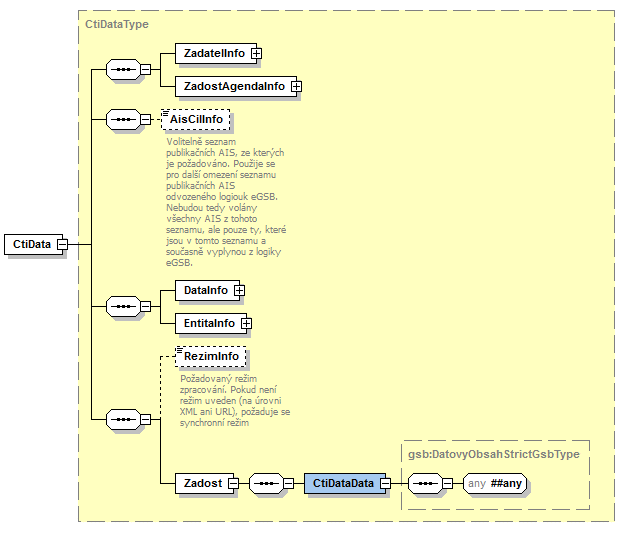 CtiDataType
ZadatelInfo
ZadostAgendaInfo
AisCilInfo
Volitelně seznam
publikačních AIS, ze kterých
je požadováno. Použije se
pro další omezení seznamu
publikačních AIS
odvozeného logiouk eGSB.
Nebudou tedy volány
všechny AIS z tohoto
seznamu, ale pouze ty, které
jsou v tomto seznamu a
současně vyplynou z logiky
eGSB.
CtiData
DataInfo
EntitaInfo
RezimInfo
Požadovaný režim
zpracování. Pokud není
režim uveden (na úrovni
XML ani URL), požaduje se
synchronní režim
gsb:DatovyObsahStrictGsbType
Zadost
CtiDataData
any ##any